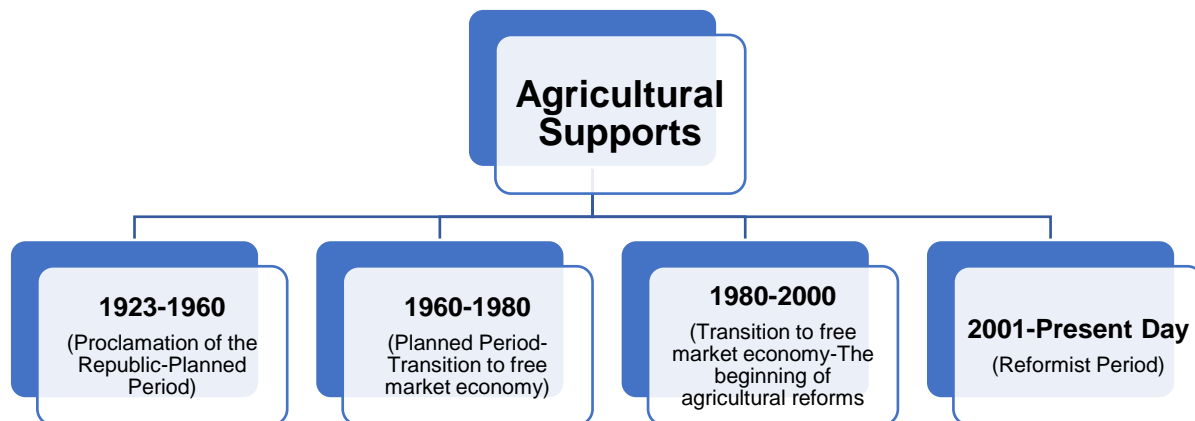 Agricultural
Supports
1923-1960
(Proclamation of the
Republic-Planned
Period)
1960-1980
(Planned Period-
Transition to free
market economy)
1980-2000
(Transition to free
market economy-The
beginning of
agricultural reforms
2001-Present Day
(Reformist Period)